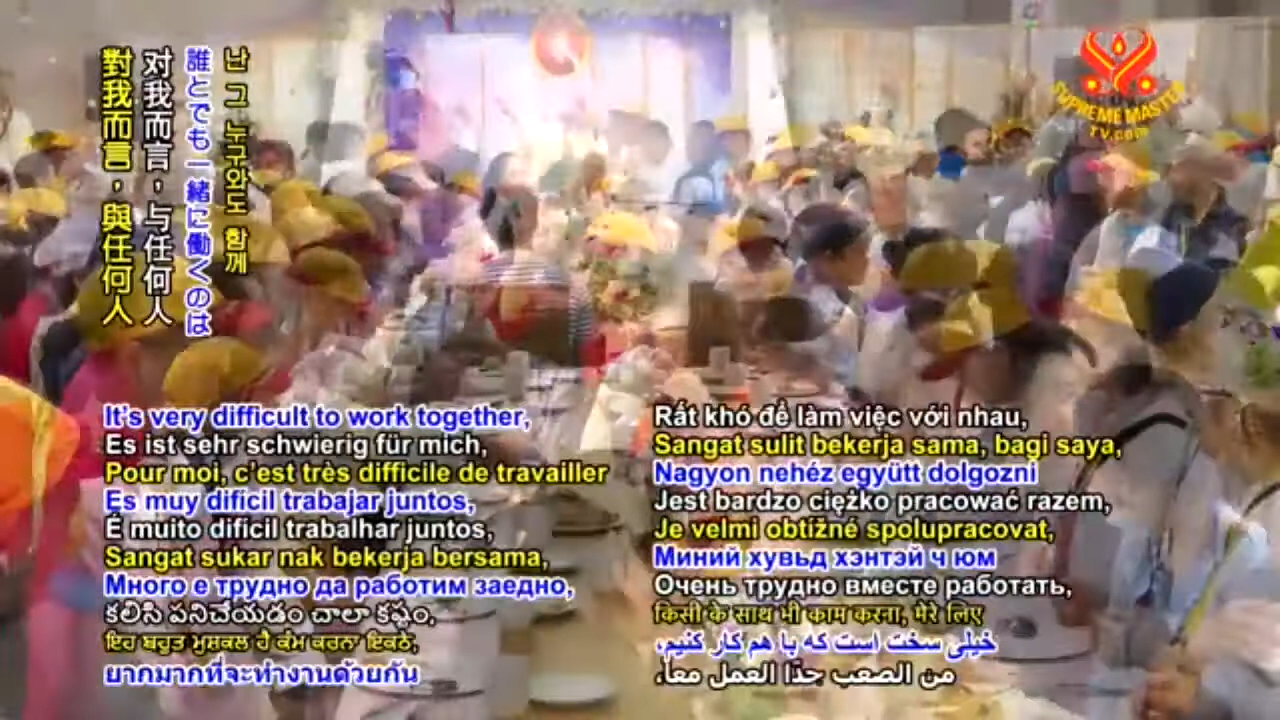 SUPREME MASTER
TV.com
난 그 누구와도 함께
誰とでも一緒に働くのは
对我而言，与任何人
對我而言，與任何人
It's very difficult to work together,
Es ist sehr schwierig für mich,
Pour moi, c'est très difficile de travailler
Es muy difícil trabajar juntos,
É muito difícil trabalhar juntos,
Sangat sukar nak bekerja bersama,
Много е трудно да работим заедно,
కలిసి పనిచేయడం చాలా కష్టం,
ਇਹ ਬਹੁਤ ਮੁਸ਼ਕਲ ਹੈ ਕੰਮ ਕਰਨਾ ਇਕਠੇ,
ยากมากที่จะทำงานด้วยกัน
Rất khó để làm việc với nhau,
Sangat sulit bekerja sama, bagi saya,
Nagyon nehéz együtt dolgozni
Jest bardzo ciężko pracować razem,
Je velmi obtížné spolupracovat,
Миний хувьд хэнтэй ч юм
Очень трудно вместе работать,
किसी के साथ भी काम करना, मेरे लिए
خیلی سخت است که با هم کار کنیم،
من الصعب جدًا العمل معا،